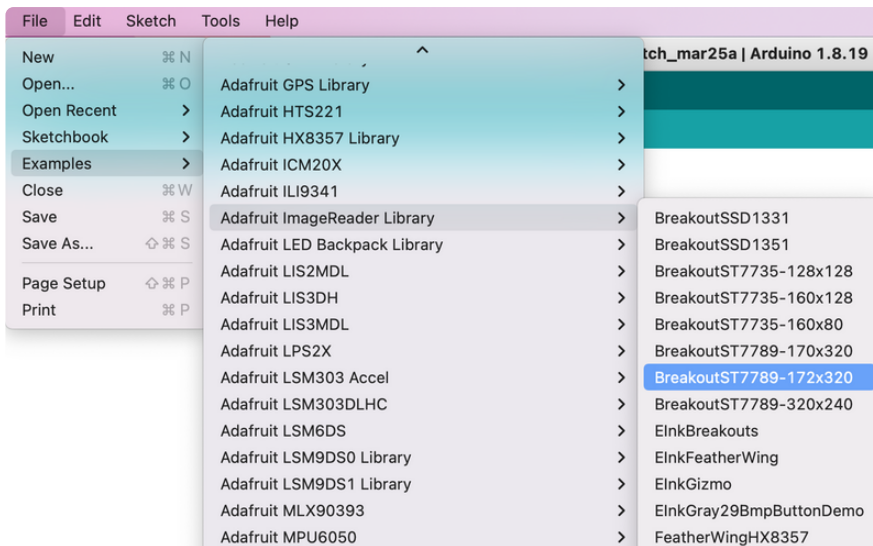 File Edit Sketch Tools Help
tch_mar25a | Arduino 1.8.19
New ⌘ N
Open... ⌘ O
Open Recent >
Sketchbook >
Examples >
Close ⌘ W
Save ⌘ S
Save As... ⇧ ⌘ S
Page Setup ⇧ ⌘ P
Print ⌘ P
Adafruit GPS Library >
Adafruit HTS221 >
Adafruit HX8357 Library >
Adafruit ICM20X >
Adafruit ILI9341 >
Adafruit ImageReader Library >
Adafruit LED Backpack Library >
Adafruit LIS2MDL >
Adafruit LIS3DH >
Adafruit LIS3MDL >
Adafruit LPS2X >
Adafruit LSM303 Accel >
Adafruit LSM303DLHC >
Adafruit LSM6DS >
Adafruit LSM9DS0 Library >
Adafruit LSM9DS1 Library >
Adafruit MLX90393 >
Adafruit MPU6050 >
BreakoutSSD1331
BreakoutSSD1351
BreakoutST7735-128x128
BreakoutST7735-160x128
BreakoutST7735-160x80
BreakoutST7789-170x320
BreakoutST7789-172x320
BreakoutST7789-320x240
EInkBreakouts
EInkFeatherWing
EInkGizmo
EInkGray29BmpButtonDemo
FeatherWingHX8357